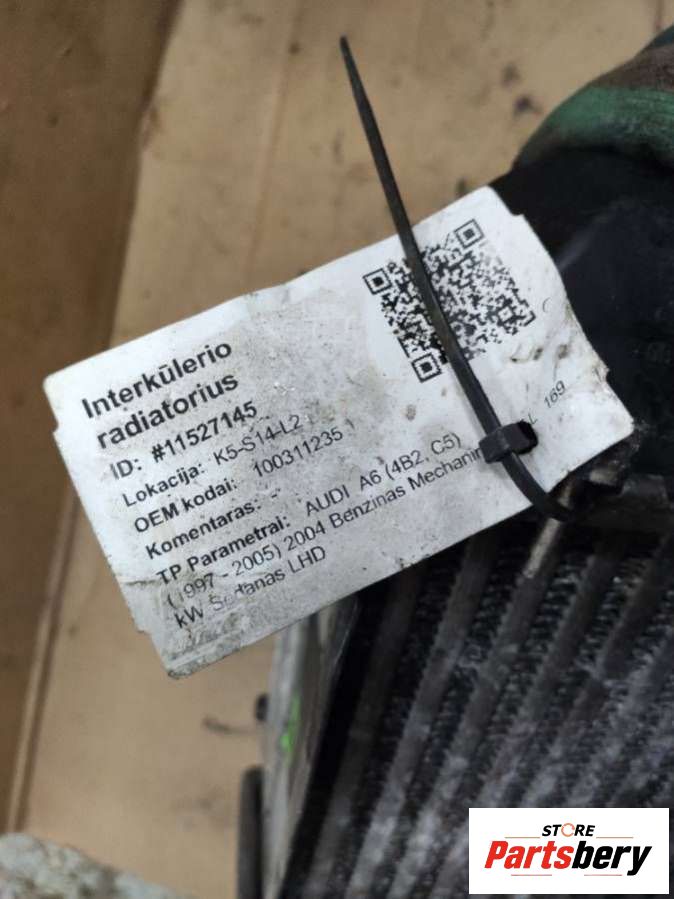 Interkūlerio
radiatorius
ID: #11527145
Lokacija: K5-S14-L2
OEM kodai: 100311235
Komentaras: -
TP Parametrai: AUDI A6 (4B2, C5)
(1997 - 2005) 2004 Benzinas Mechaninė L 169
kW Sedanas LHD
STORE
Partsbery